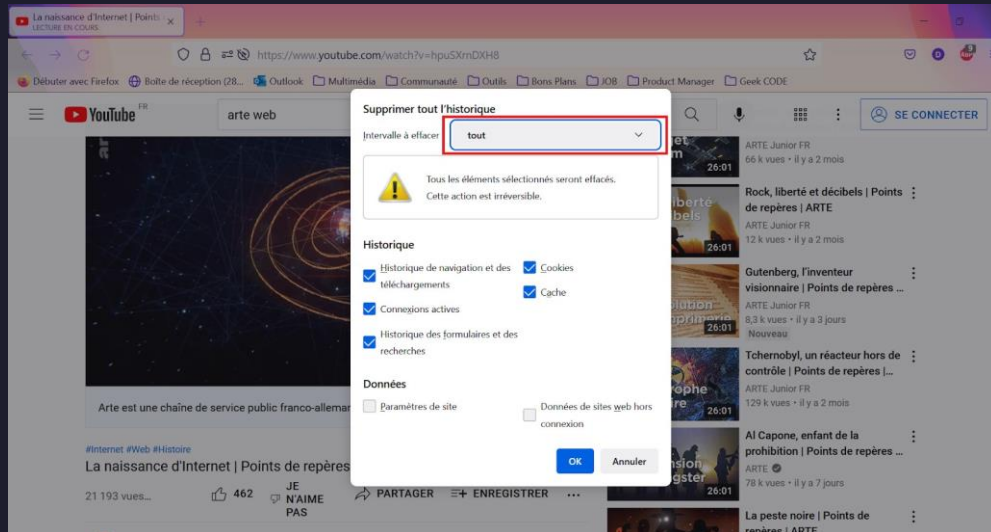 La naissance d'Internet | Points
LECTURE EN COURS
https://www.youtube.com/watch?v=hpuSXrnDXH8
Débuter avec Firefox
Boîte de réception (28...
Outlook
Multimédia
Communauté
Outils
Bons Plans
JOB
Product Manager
Geek CODE
YouTube FR
arte web
SE CONNECTER
Supprimer tout l'historique
Intervalle à effacer
tout
Tous les éléments sélectionnés seront effacés.
Cette action est irréversible.
Historique
Historique de navigation et des
téléchargements
Cookies
Cache
Connexions actives
Historique des formulaires et des
recherches
Données
Paramètres de site
Données de sites web hors
connexion
OK
Annuler
Arte est une chaîne de service public franco-alleman
#Internet #Web #Histoire
La naissance d'Internet | Points de repères
21 193 vues...
462
JE
N'AIME
PAS
PARTAGER
ENREGISTRER
...
26:01
ARTE Junior FR
66 k vues • il y a 2 mois
26:01
Rock, liberté et décibels | Points
de repères | ARTE
ARTE Junior FR
12 k vues • il y a 2 mois
26:01
Gutenberg, l'inventeur
visionnaire | Points de repères ...
ARTE Junior FR
8,3 k vues • il y a 3 jours
Nouveau
26:01
Tchernobyl, un réacteur hors de
contrôle | Points de repères |...
ARTE Junior FR
129 k vues • il y a 2 mois
26:01
Al Capone, enfant de la
prohibition | Points de repères ...
ARTE
78 k vues • il y a 7 jours
26:01
La peste noire | Points de
repères | ARTE